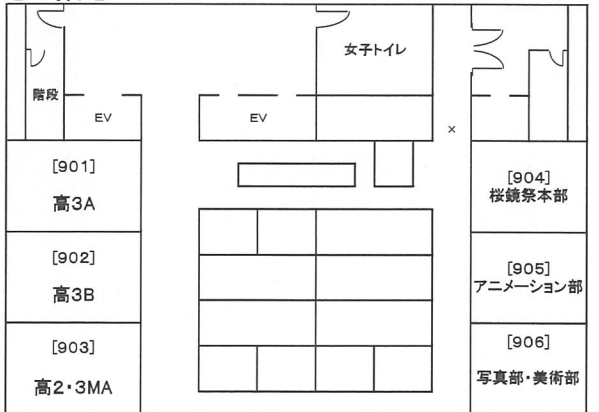 女子トイレ
階段
EV
EV
×
[901]
高3A
[904]
桜鏡祭本部
[902]
高3B
[905]
アニメーション部
[903]
高2・3MA
[906]
写真部・美術部